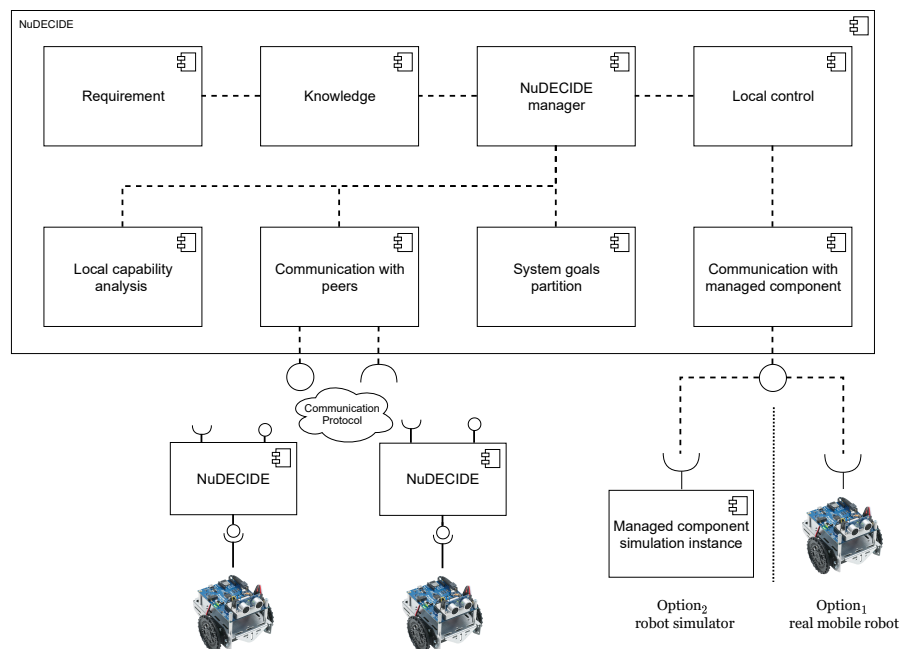 NuDECIDE
Requirement
Knowledge
NuDECIDE
manager
Local control
Local capability
analysis
Communication with
peers
System goals
partition
Communication with
managed component
Communication
Protocol
NuDECIDE
NuDECIDE
Managed component
simulation instance
Option₂
robot simulator
Option₁
real mobile robot